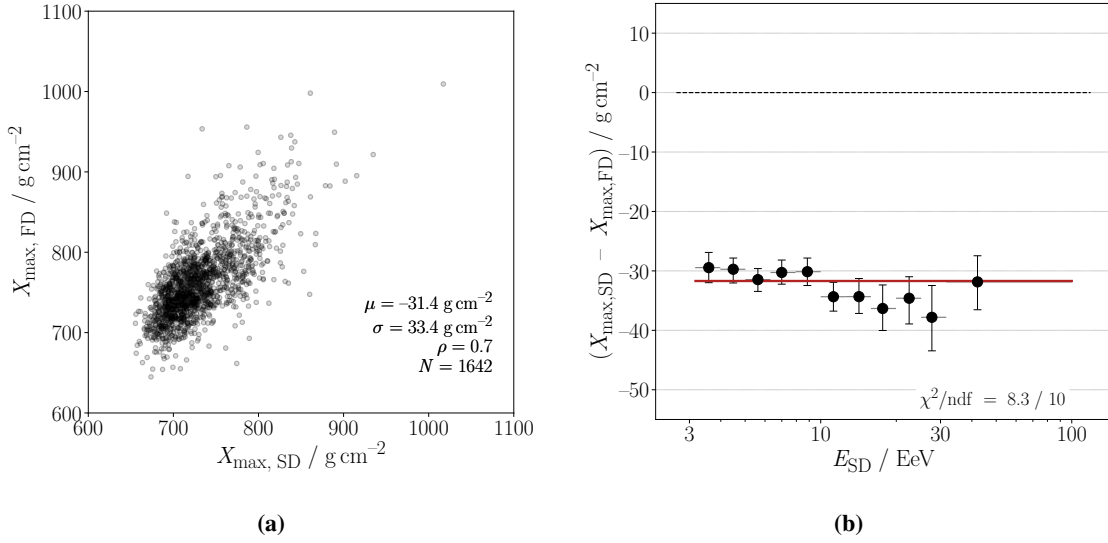 1100
1000
900
800
700
600
600 700 800 900 1000 1100
X_max, FD / g cm⁻²
X_max, SD / g cm⁻²
μ = −31.4 g cm⁻²
σ = 33.4 g cm⁻²
ρ = 0.7
N = 1642
(a)
10
0
−10
−20
−30
−40
−50
3 10 30 100
(X_max,SD − X_max,FD) / g cm⁻²
E_SD / EeV
χ²/ndf = 8.3 / 10
(b)